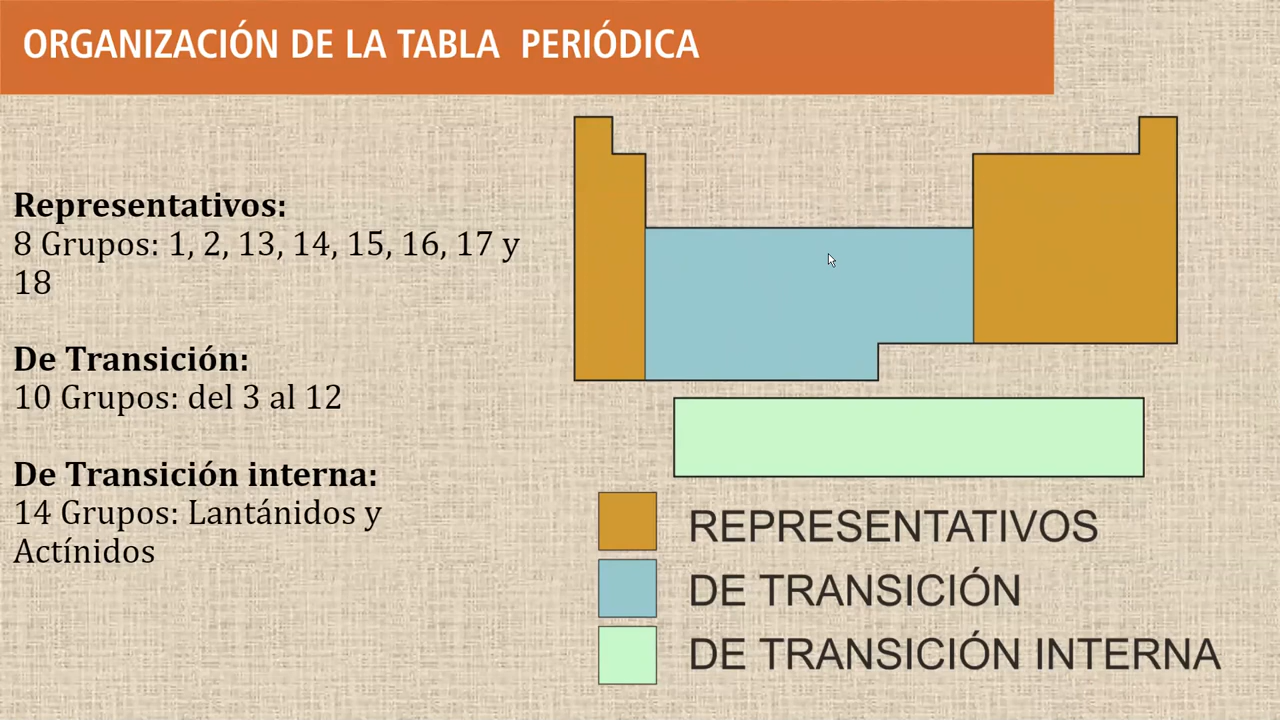 ORGANIZACIÓN DE LA TABLA PERIÓDICA
Representativos:
8 Grupos: 1, 2, 13, 14, 15, 16, 17 y
18
De Transición:
10 Grupos: del 3 al 12
De Transición interna:
14 Grupos: Lantánidos y
Actínidos
REPRESENTATIVOS
DE TRANSICIÓN
DE TRANSICIÓN INTERNA